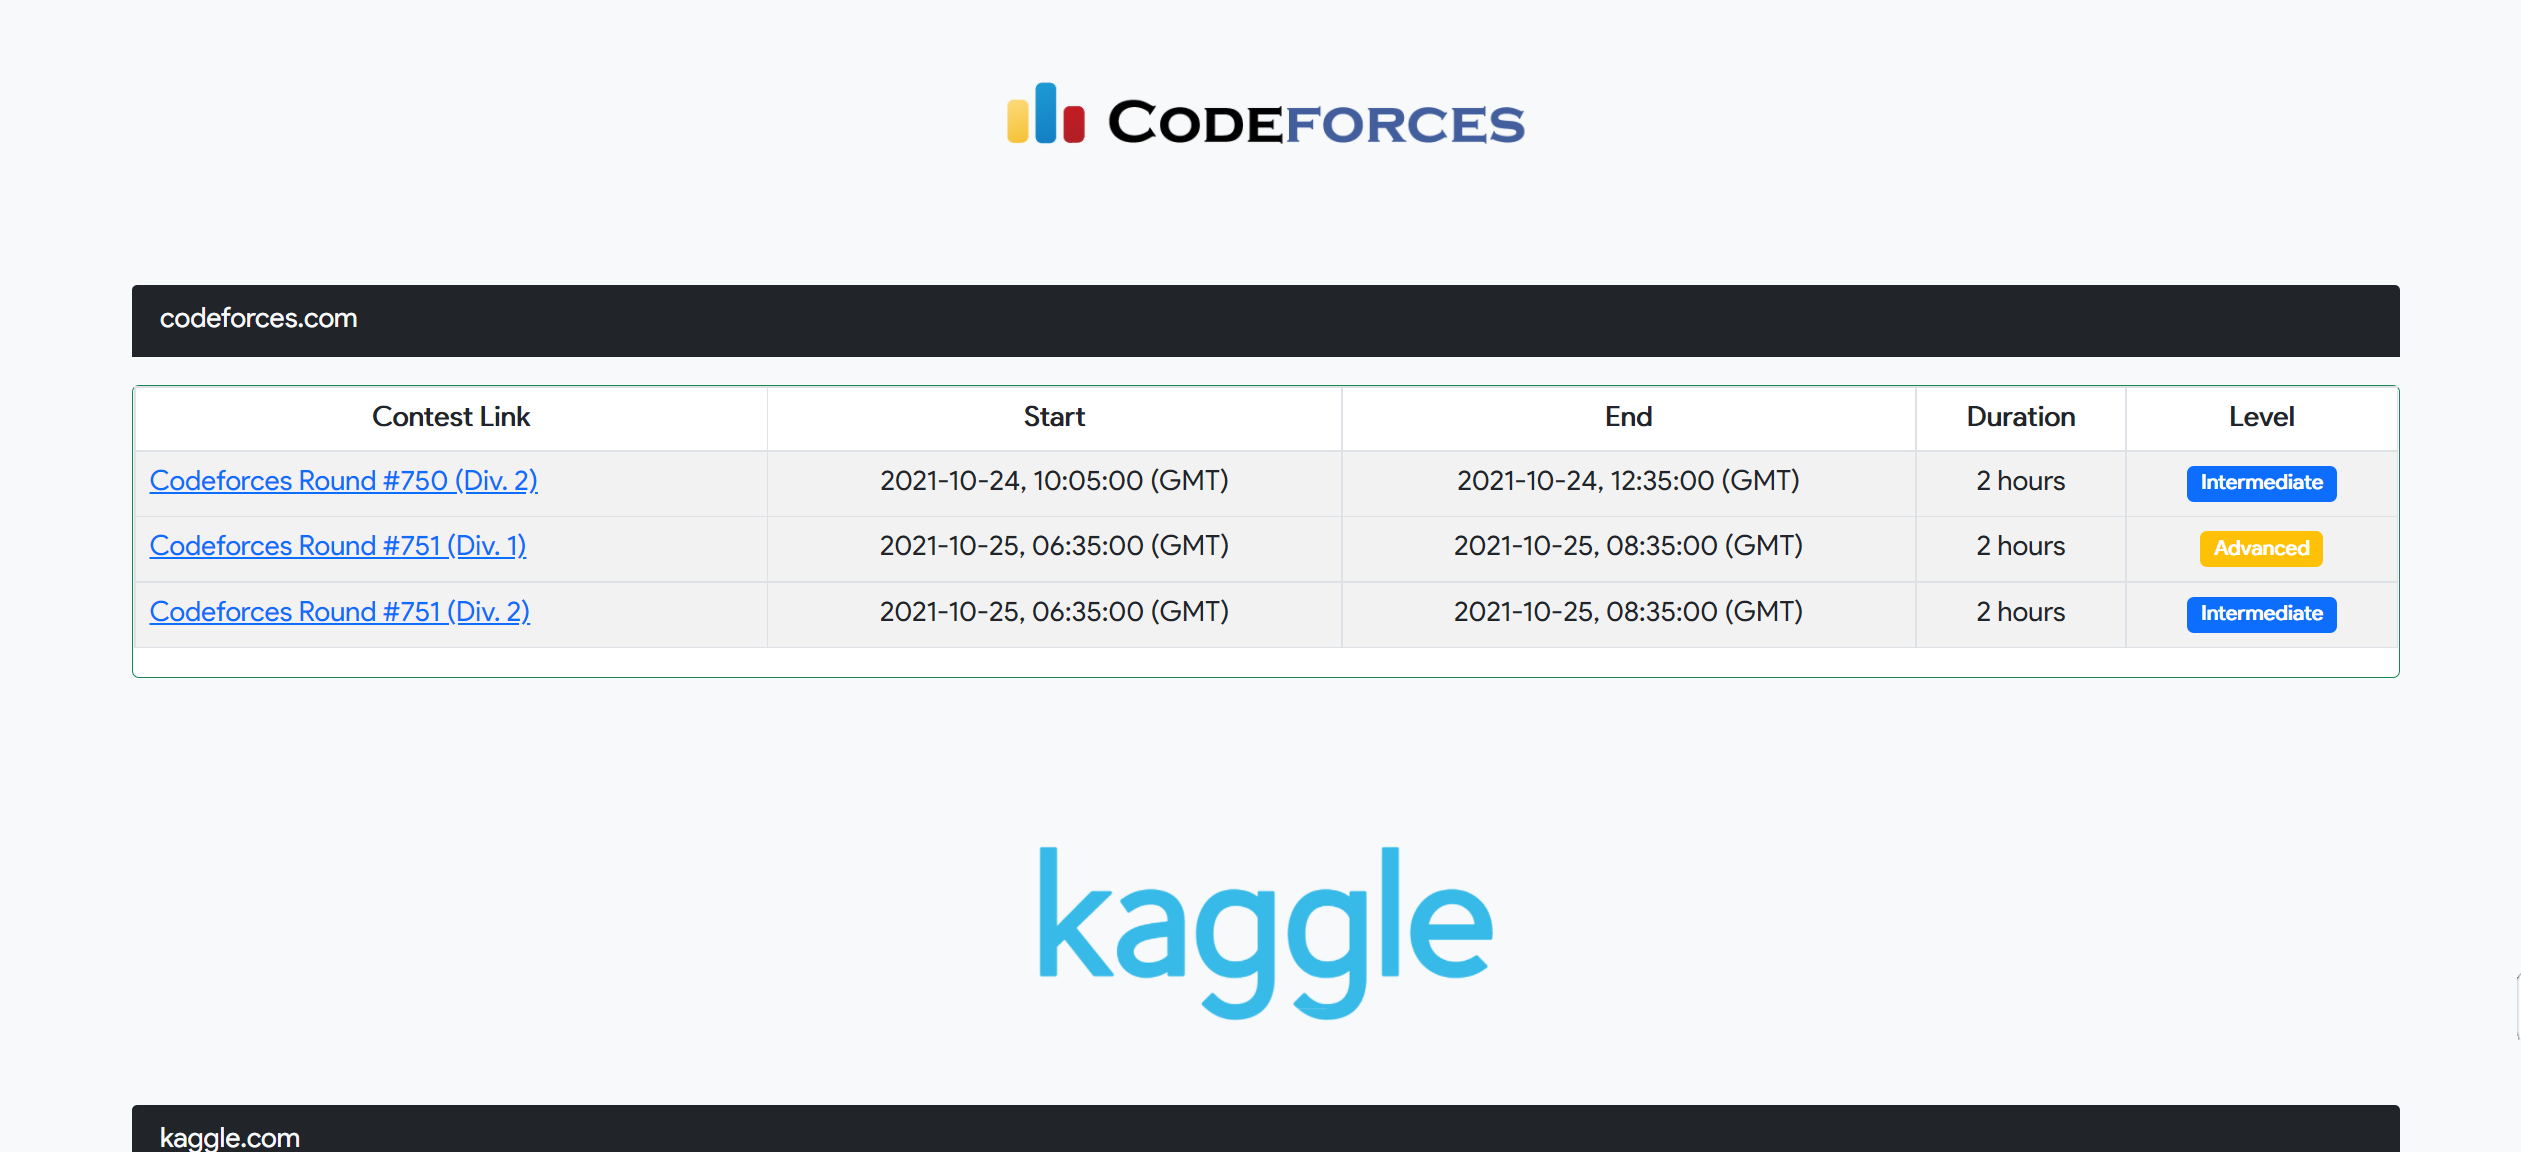 CODEFORCES
codeforces.com
Contest Link Start End Duration Level
Codeforces Round #750 (Div. 2) 2021-10-24, 10:05:00 (GMT) 2021-10-24, 12:35:00 (GMT) 2 hours Intermediate
Codeforces Round #751 (Div. 1) 2021-10-25, 06:35:00 (GMT) 2021-10-25, 08:35:00 (GMT) 2 hours Advanced
Codeforces Round #751 (Div. 2) 2021-10-25, 06:35:00 (GMT) 2021-10-25, 08:35:00 (GMT) 2 hours Intermediate
kaggle
kaggle.com